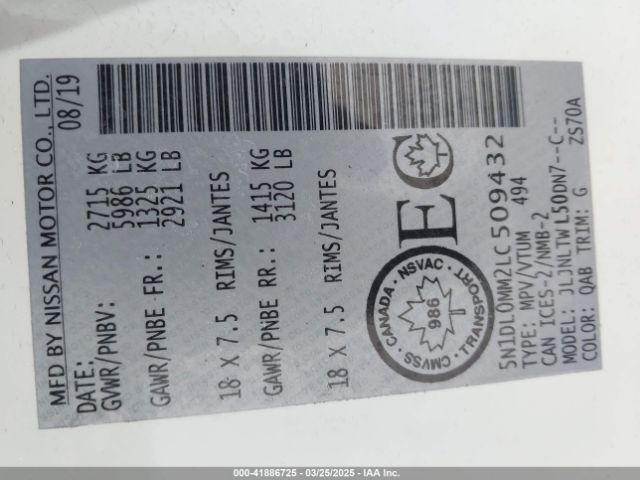 MFD BY NISSAN MOTOR CO., LTD.
DATE: 08/19
GVWR/PNBV: 2715 KG
5986 LB
GAWR/PNBE FR.: 1325 KG
2921 LB
18 X 7.5 RIMS/JANTES
GAWR/PNBE RR.: 1415 KG
3120 LB
18 X 7.5 RIMS/JANTES
E C
CANADA · NSVAC · TRANSPORT · CMVSS
986
5N1DL0MM2LC509432
TYPE: MPV/VTUM 494
CAN ICES-2/NMB-2
MODEL: JLJNLTWL50DN7--C--
COLOR: QAB TRIM: G ZS70A
000-41886725 - 03/25/2025 - IAA Inc.